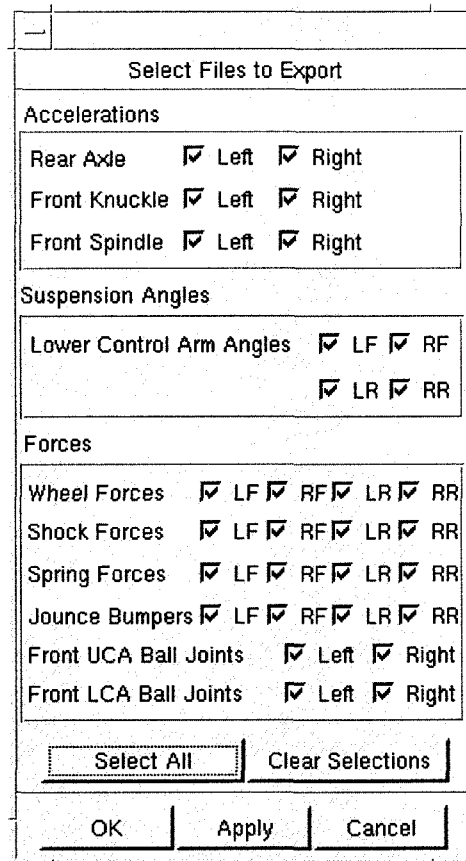 Select Files to Export
Accelerations
Rear Axle Left Right
Front Knuckle Left Right
Front Spindle Left Right
Suspension Angles
Lower Control Arm Angles LF RF
LR RR
Forces
Wheel Forces LF RF LR RR
Shock Forces LF RF LR RR
Spring Forces LF RF LR RR
Jounce Bumpers LF RF LR RR
Front UCA Ball Joints Left Right
Front LCA Ball Joints Left Right
Select All Clear Selections
OK Apply Cancel